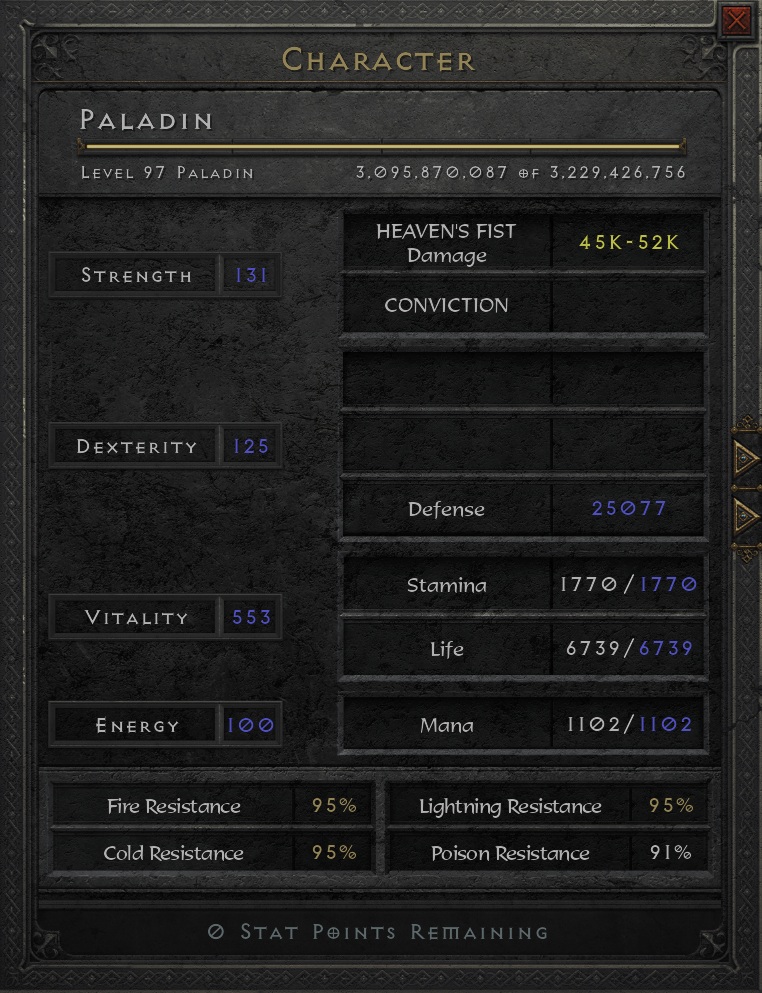 CHARACTER
PALADIN
LEVEL 97 PALADIN 3,095,870,087 OF 3,229,426,756
HEAVEN'S FIST
Damage 45K-52K
STRENGTH 131
CONVICTION
DEXTERITY 125
Defense 25077
Stamina 1770/1770
VITALITY 553
Life 6739/6739
ENERGY 100
Mana 1102/1102
Fire Resistance 95% Lightning Resistance 95%
Cold Resistance 95% Poison Resistance 91%
0 STAT POINTS REMAINING